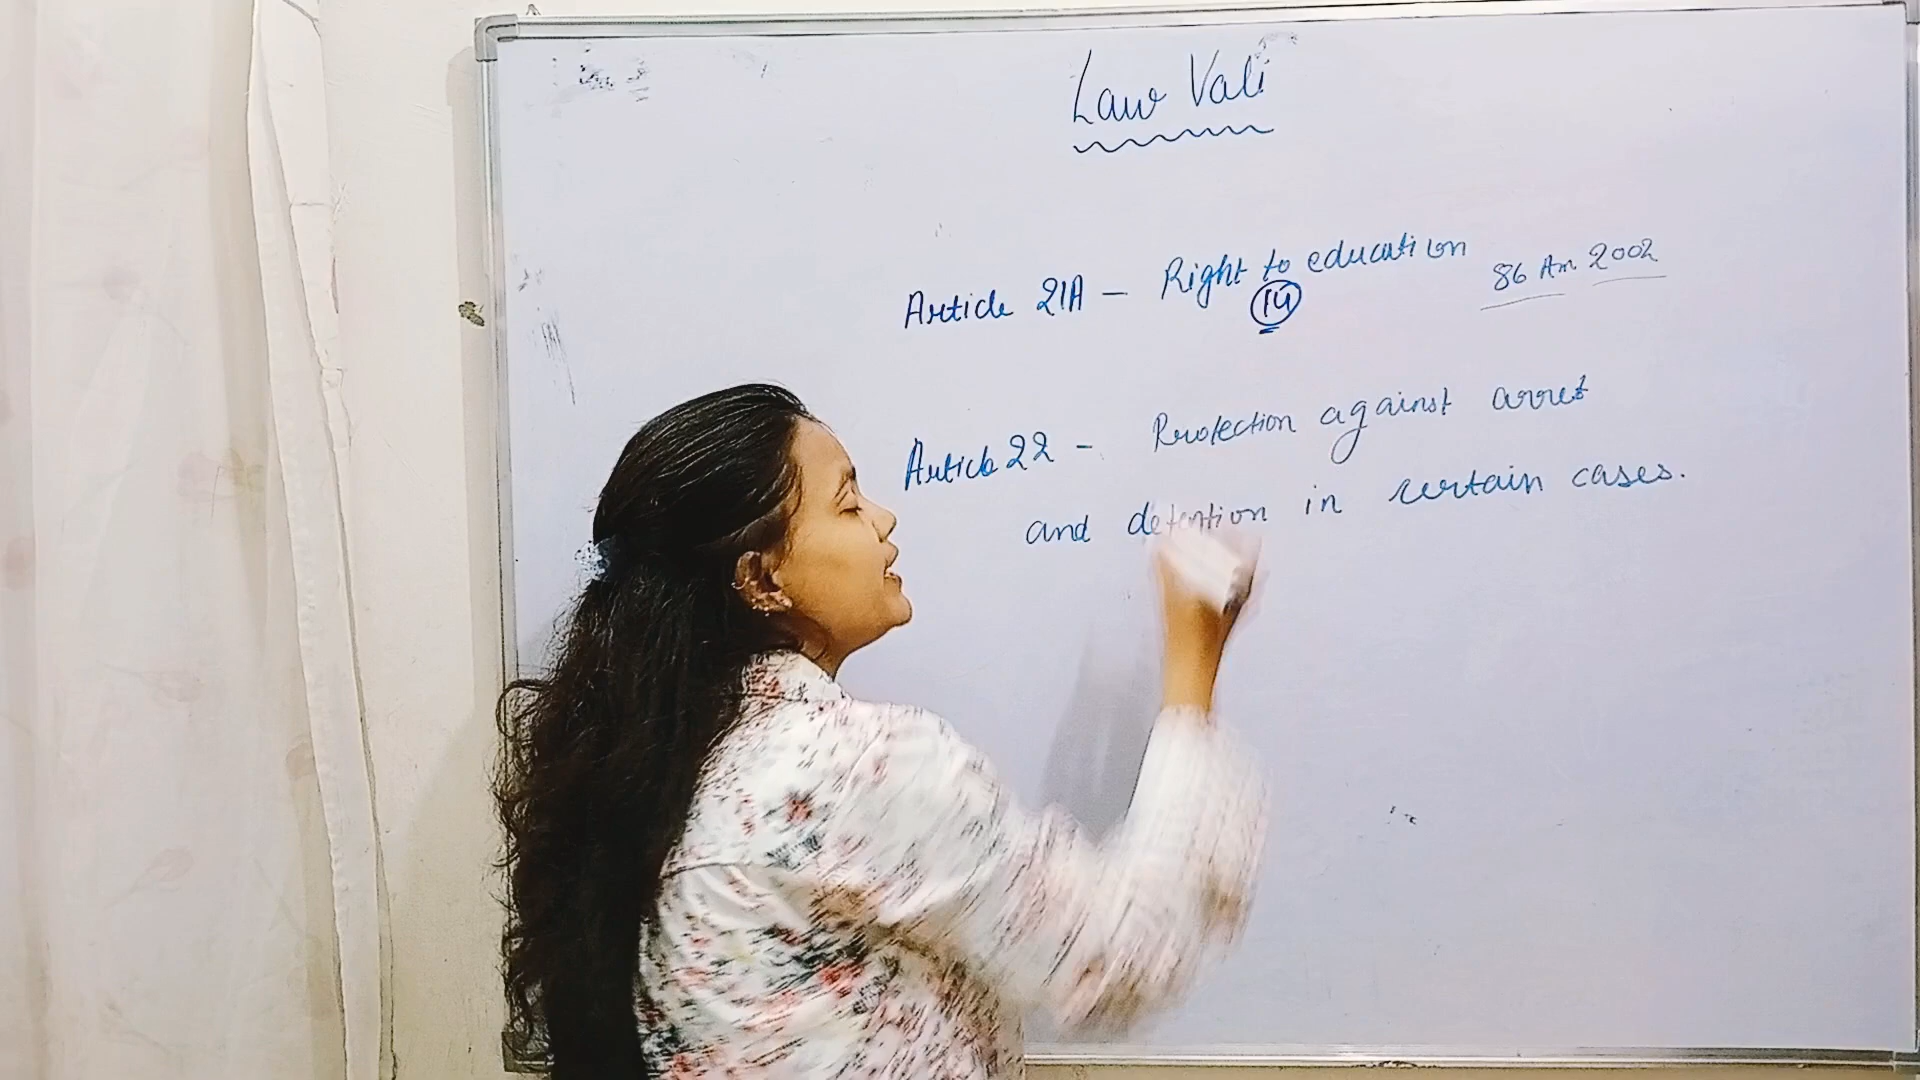 Law Vali
Article 21A - Right to education 86 Am 2002
14
Article 22 - Protection against arrest
and detention in certain cases.